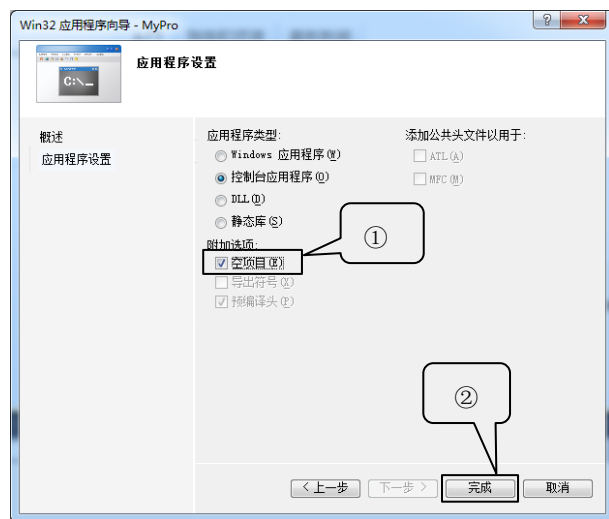 Win32 应用程序向导 - MyPro
C:\_
应用程序设置
概述
应用程序设置
应用程序类型:
Windows 应用程序(W)
控制台应用程序(O)
DLL(D)
静态库(S)
附加选项:
空项目(E)
导出符号(X)
预编译头(P)
添加公共头文件以用于:
ATL(A)
MFC(M)
①
②
< 上一步
下一步 >
完成
取消